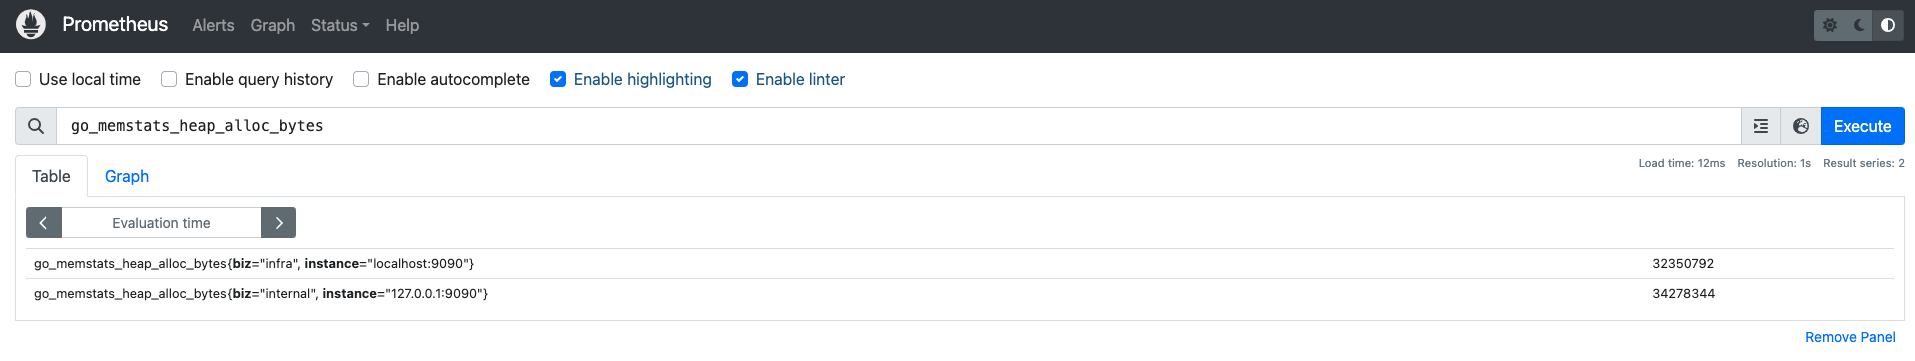 Prometheus Alerts Graph Status Help
Use local time Enable query history Enable autocomplete Enable highlighting Enable linter
go_memstats_heap_alloc_bytes Execute
Load time: 12ms Resolution: 1s Result series: 2
Table Graph
Evaluation time
go_memstats_heap_alloc_bytes{biz="infra", instance="localhost:9090"} 32350792
go_memstats_heap_alloc_bytes{biz="internal", instance="127.0.0.1:9090"} 34278344
Remove Panel